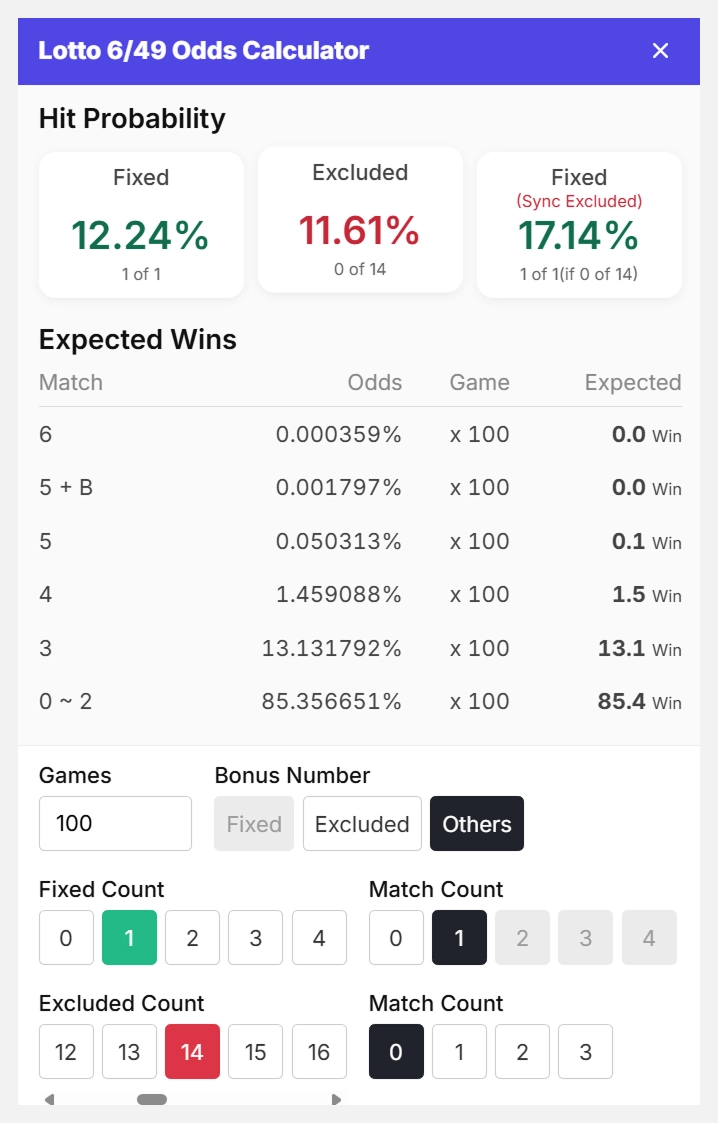 Lotto 6/49 Odds Calculator ×
Hit Probability
Fixed
12.24%
1 of 1
Excluded
11.61%
0 of 14
Fixed
(Sync Excluded)
17.14%
1 of 1(if 0 of 14)
Expected Wins
Match Odds Game Expected
6 0.000359% x 100 0.0 Win
5 + B 0.001797% x 100 0.0 Win
5 0.050313% x 100 0.1 Win
4 1.459088% x 100 1.5 Win
3 13.131792% x 100 13.1 Win
0 ~ 2 85.356651% x 100 85.4 Win
Games Bonus Number
100 Fixed Excluded Others
Fixed Count Match Count
0 1 2 3 4 0 1 2 3 4
Excluded Count Match Count
12 13 14 15 16 0 1 2 3